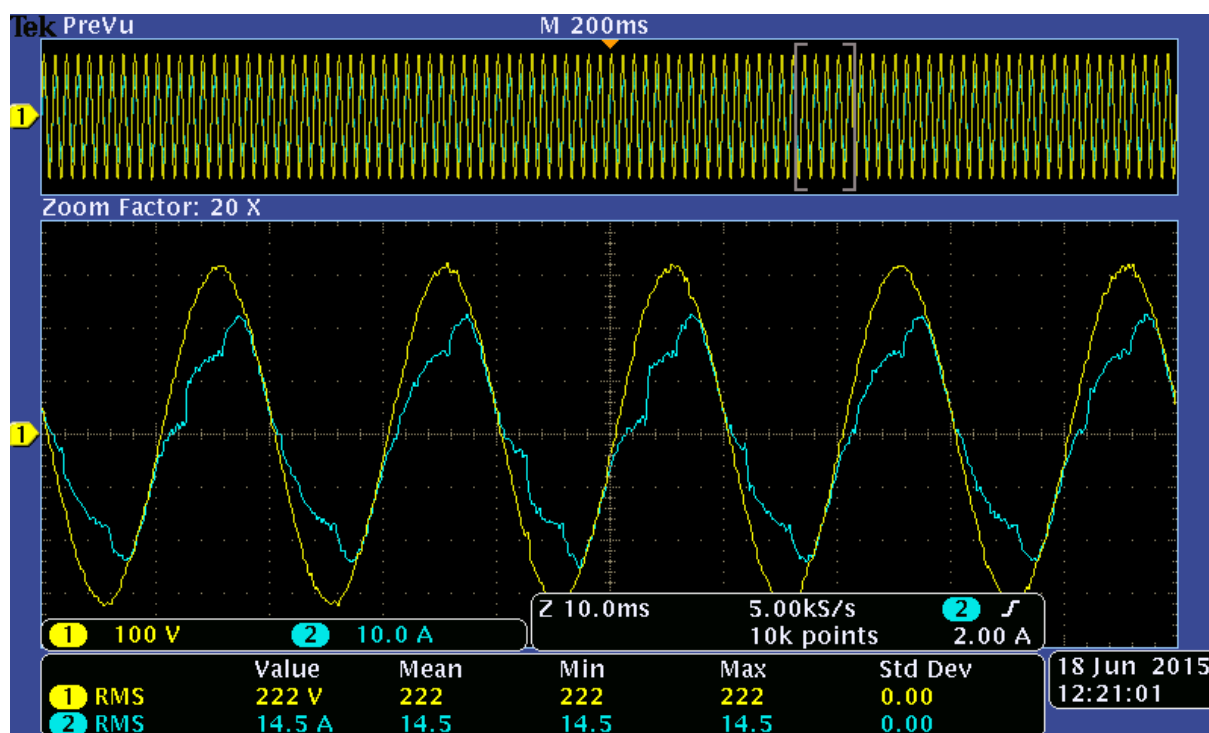 Tek PreVu M 200ms
1
Zoom Factor: 20 X
1
1 100 V 2 10.0 A
Z 10.0ms 5.00kS/s 2
10k points 2.00 A
Value Mean Min Max Std Dev
1 RMS 222 V 222 222 222 0.00
2 RMS 14.5 A 14.5 14.5 14.5 0.00
18 Jun 2015
12:21:01